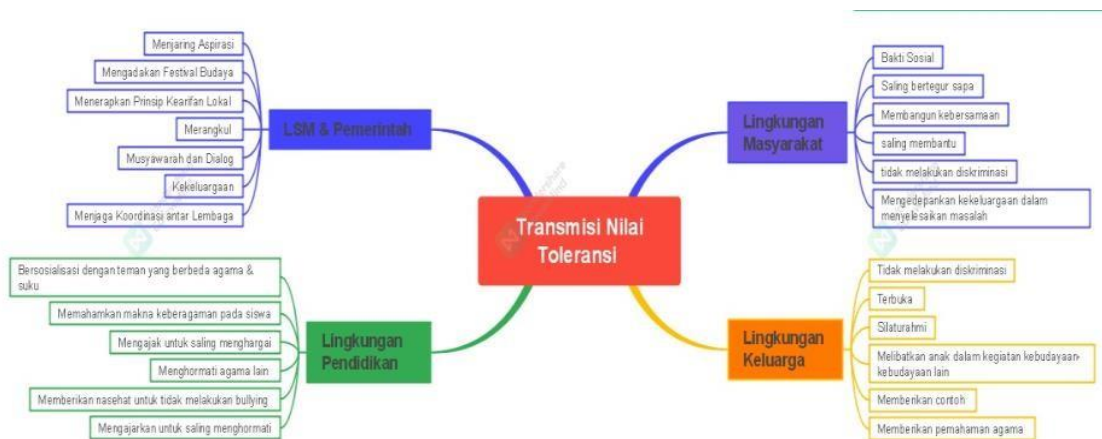 Transmisi Nilai
Toleransi
LSM & Pemerintah
Menjaring Aspirasi
Mengadakan Festival Budaya
Menerapkan Prinsip Kearifan Lokal
Merangkul
Musyawarah dan Dialog
Kekeluargaan
Menjaga Koordinasi antar Lembaga
Lingkungan
Masyarakat
Bakti Sosial
Saling bertegur sapa
Membangun kebersamaan
saling membantu
tidak melakukan diskriminasi
Mengedepankan kekeluargaan dalam
menyelesaikan masalah
Lingkungan
Pendidikan
Bersosialisasi dengan teman yang berbeda agama &
suku
Memahamkan makna keberagaman pada siswa
Mengajak untuk saling menghargai
Menghormati agama lain
Memberikan nasehat untuk tidak melakukan bullying
Mengajarkan untuk saling menghormati
Lingkungan
Keluarga
Tidak melakukan diskriminasi
Terbuka
Silaturahmi
Melibatkan anak dalam kegiatan kebudayaan-
kebudayaan lain
Memberikan contoh
Memberikan pemahaman agama